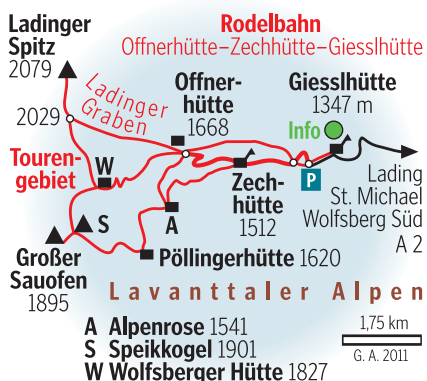 Ladinger
Spitz
2079
Rodelbahn
Offnerhütte–Zechhütte–Giesslhütte
Ladinger
Graben
Offner-
hütte
1668
Giesslhütte
1347 m
Info
2029
Touren-
gebiet
W
P
Zech-
hütte
1512
Lading
St. Michael
Wolfsberg Süd
A 2
S
A
Großer
Sauofen
1895
Pöllingerhütte 1620
Lavanttaler Alpen
A Alpenrose 1541
S Speikkogel 1901
W Wolfsberger Hütte 1827
1,75 km
G. A. 2011